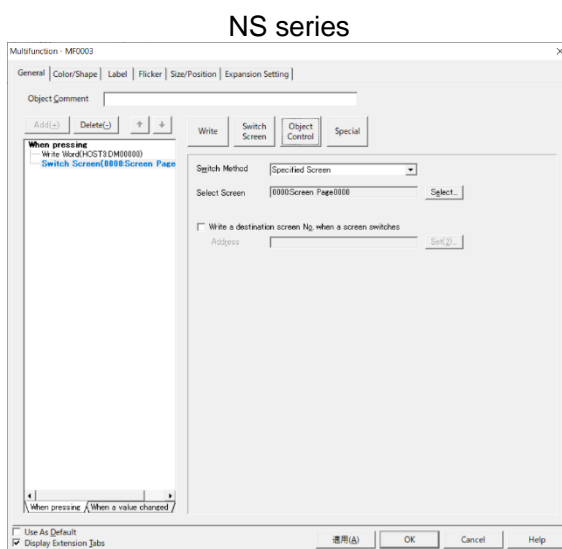 NS series
Multifunction - MF0003
General Color/Shape Label Flicker Size/Position Expansion Setting
Object Comment
Add(+) Delete(-)
Write Switch Screen Object Control Special
When pressing
Write Word(HOST3:DM00000)
Switch Screen(0000:Screen Page
Switch Method Specified Screen
Select Screen 0000:Screen Page0000 Select...
Write a destination screen No. when a screen switches
Address Set(2)...
When pressing When a value changed
Use As Default
Display Extension Tabs
適用(A) OK Cancel Help